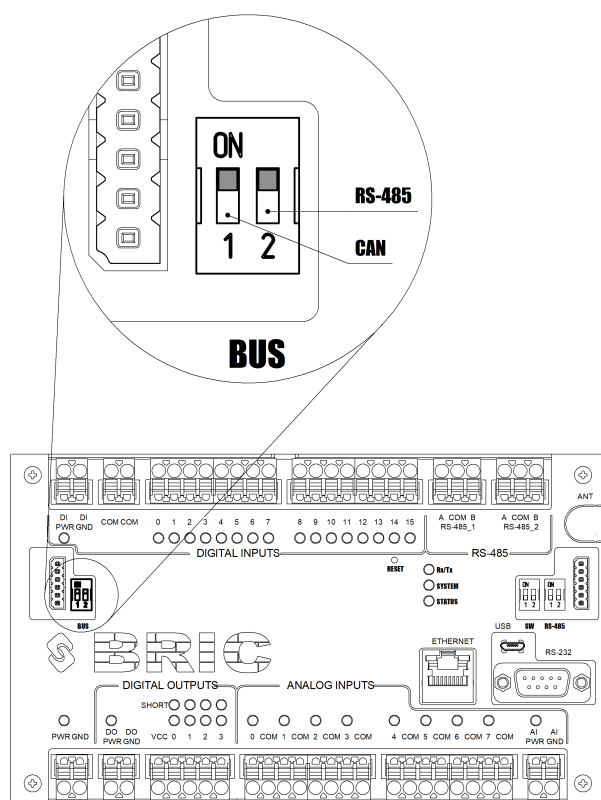 ON
1 2
RS-485
CAN
BUS
ANT
DI DI COM COM 0 1 2 3 4 5 6 7 8 9 10 11 12 13 14 15 A COM B A COM B
PWR GND RS-485_1 RS-485_2
DIGITAL INPUTS RS-485
RESET Rx/Tx
SYSTEM
STATUS
ON ON ON
1 2 1 2 1 2
BUS SW RS-485
BRIC
ETHERNET USB RS-232
DIGITAL OUTPUTS ANALOG INPUTS
SHORT
PWR GND DO DO VCC 0 1 2 3 0 COM 1 COM 2 COM 3 COM 4 COM 5 COM 6 COM 7 COM AI AI
PWR GND PWR GND